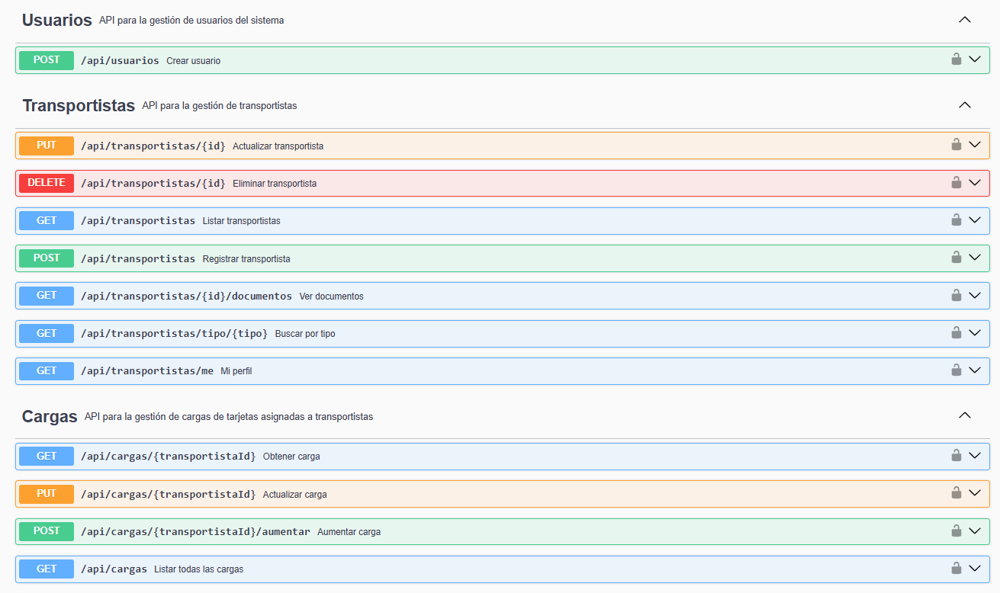 Usuarios API para la gestión de usuarios del sistema
POST /api/usuarios Crear usuario
Transportistas API para la gestión de transportistas
PUT /api/transportistas/{id} Actualizar transportista
DELETE /api/transportistas/{id} Eliminar transportista
GET /api/transportistas Listar transportistas
POST /api/transportistas Registrar transportista
GET /api/transportistas/{id}/documentos Ver documentos
GET /api/transportistas/tipo/{tipo} Buscar por tipo
GET /api/transportistas/me Mi perfil
Cargas API para la gestión de cargas de tarjetas asignadas a transportistas
GET /api/cargas/{transportistaId} Obtener carga
PUT /api/cargas/{transportistaId} Actualizar carga
POST /api/cargas/{transportistaId}/aumentar Aumentar carga
GET /api/cargas Listar todas las cargas